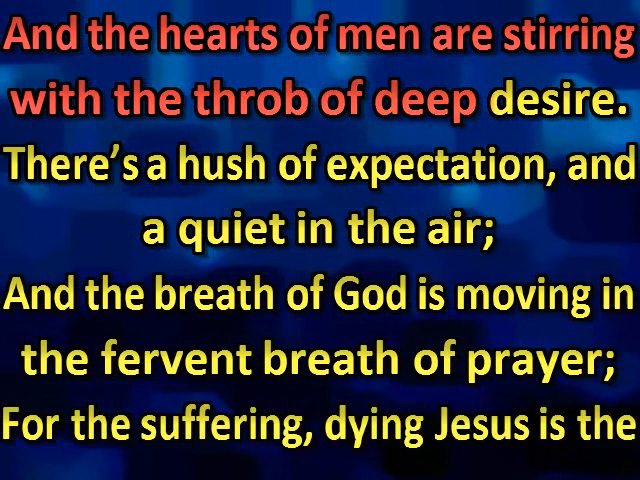 And the hearts of men are stirring
with the throb of deep desire.
There's a hush of expectation, and
a quiet in the air;
And the breath of God is moving in
the fervent breath of prayer;
For the suffering, dying Jesus is the